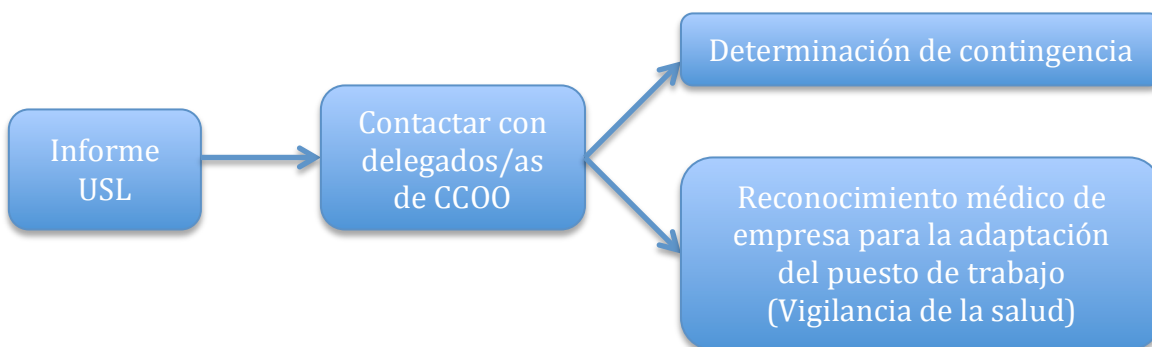 Informe
USL
Contactar con
delegados/as
de CCOO
Determinación de contingencia
Reconocimiento médico de
empresa para la adaptación
del puesto de trabajo
(Vigilancia de la salud)